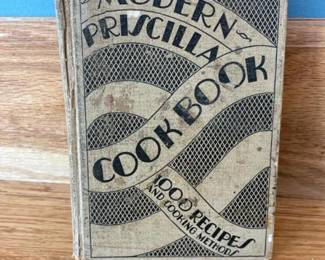 MODERN
PRISCILLA
COOK BOOK
1000 RECIPES
AND COOKING METHODS